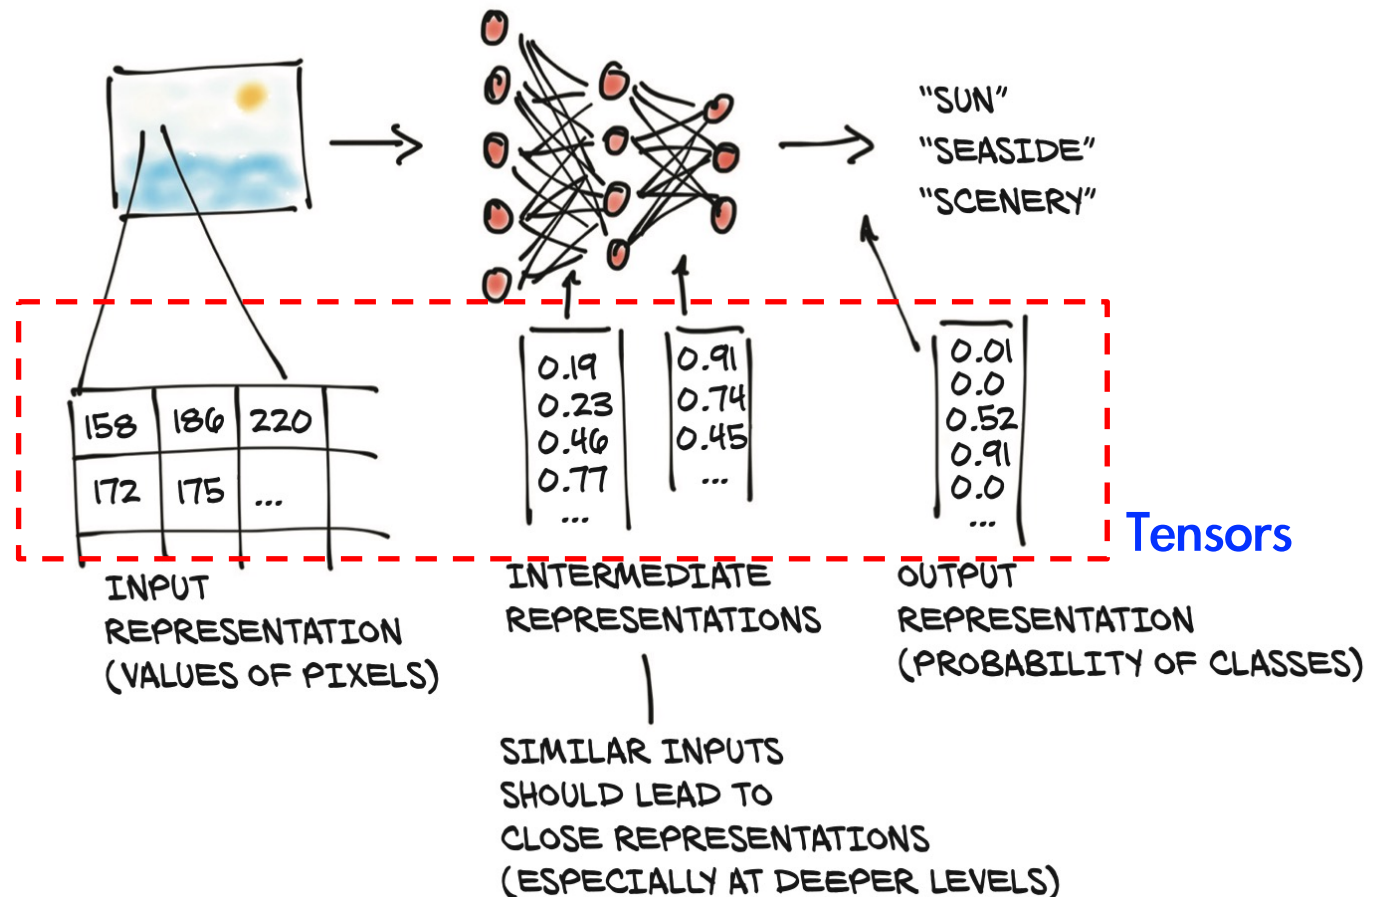 "SUN"
"SEASIDE"
"SCENERY"
158 186 220
172 175 ...
0.19
0.23
0.46
0.77
...
0.91
0.74
0.45
...
0.01
0.0
0.52
0.91
0.0
...
Tensors
INPUT
REPRESENTATION
(VALUES OF PIXELS)
INTERMEDIATE
REPRESENTATIONS
OUTPUT
REPRESENTATION
(PROBABILITY OF CLASSES)
SIMILAR INPUTS
SHOULD LEAD TO
CLOSE REPRESENTATIONS
(ESPECIALLY AT DEEPER LEVELS)